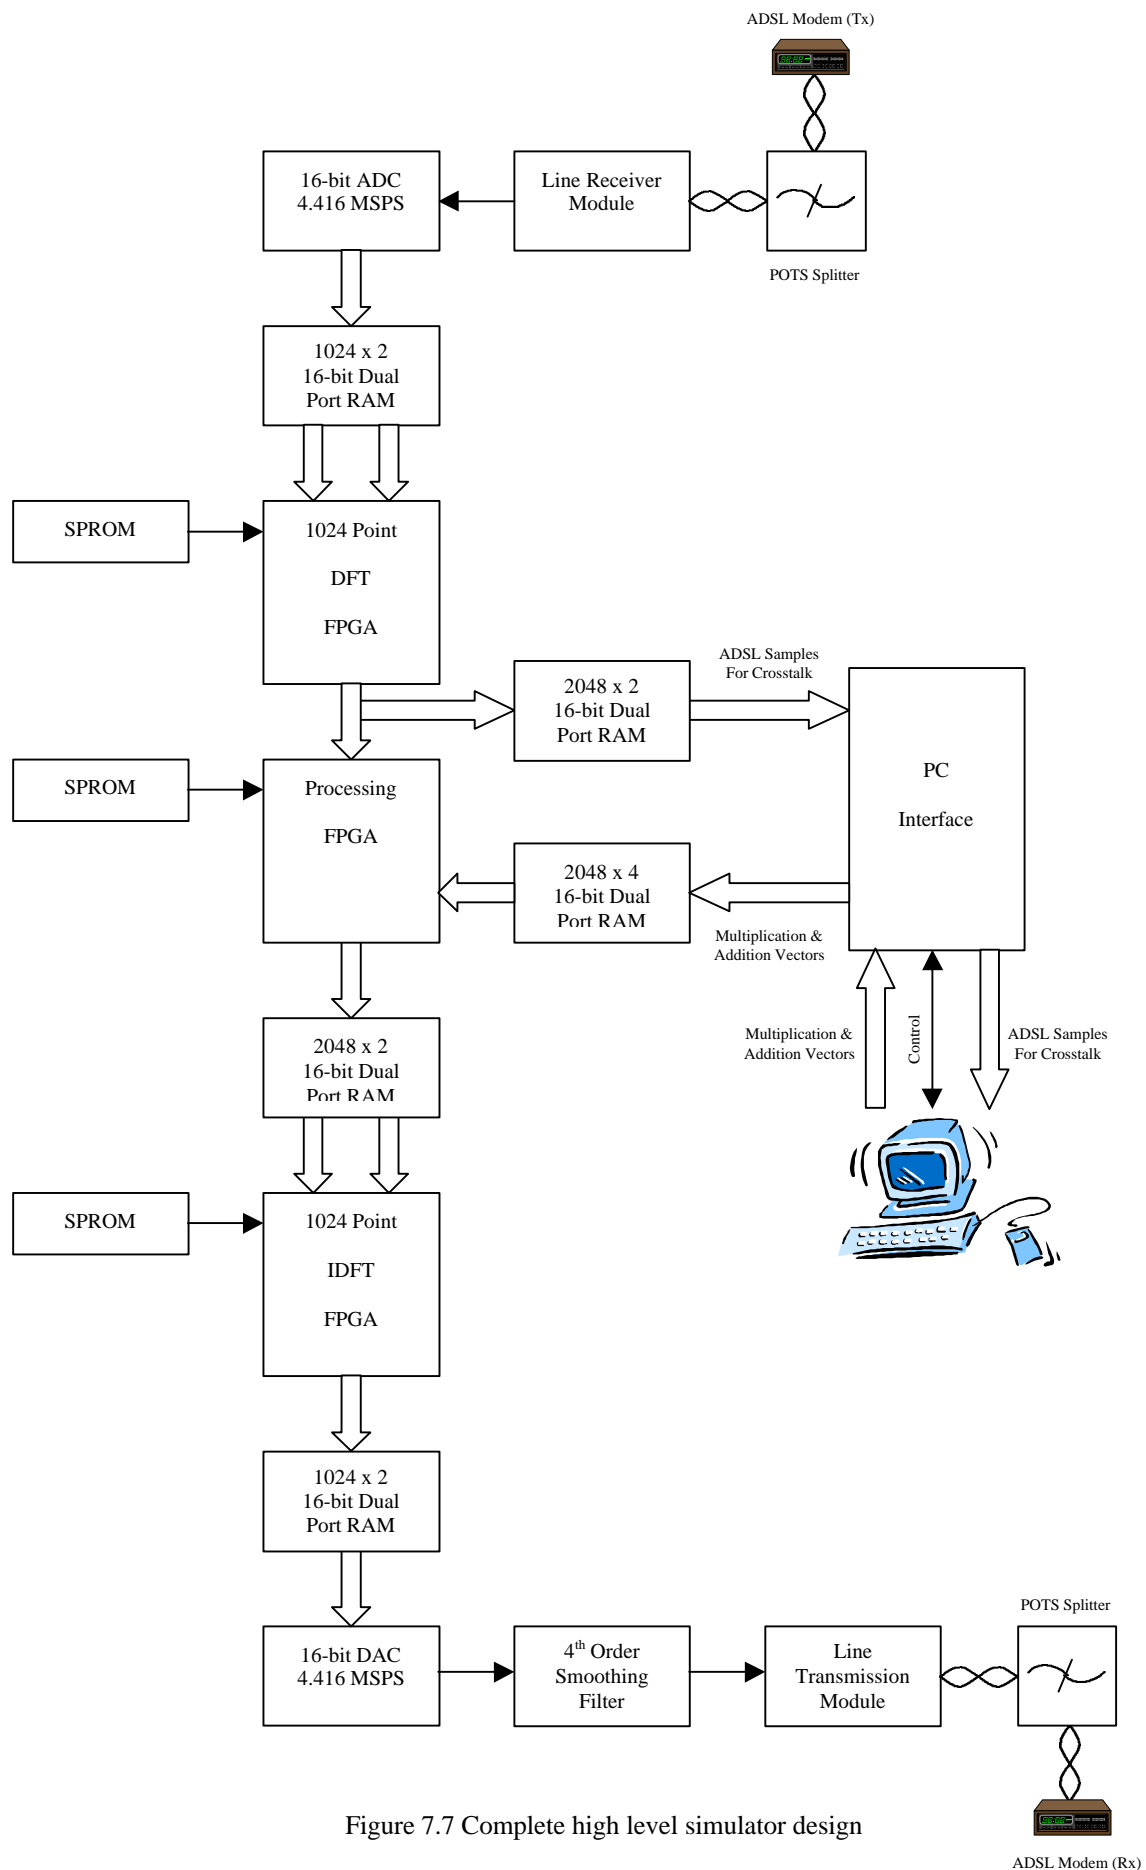 ADSL Modem (Tx)
16-bit ADC
4.416 MSPS
Line Receiver
Module
POTS Splitter
1024 x 2
16-bit Dual
Port RAM
SPROM
1024 Point
DFT
FPGA
ADSL Samples
For Crosstalk
2048 x 2
16-bit Dual
Port RAM
PC
Interface
SPROM
Processing
FPGA
2048 x 4
16-bit Dual
Port RAM
Multiplication &
Addition Vectors
Multiplication &
Addition Vectors
Control
ADSL Samples
For Crosstalk
2048 x 2
16-bit Dual
Port RAM
SPROM
1024 Point
IDFT
FPGA
1024 x 2
16-bit Dual
Port RAM
POTS Splitter
16-bit DAC
4.416 MSPS
4th Order
Smoothing
Filter
Line
Transmission
Module
Figure 7.7 Complete high level simulator design
ADSL Modem (Rx)